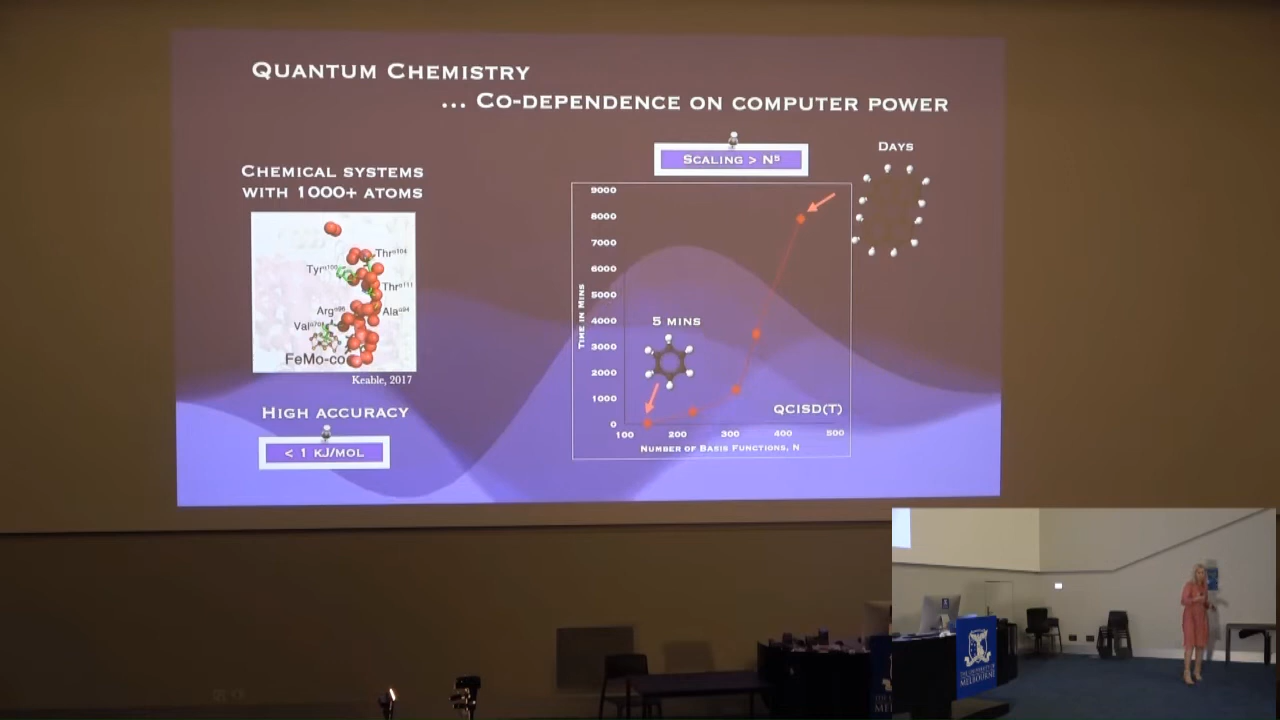 QUANTUM CHEMISTRY
... CO-DEPENDENCE ON COMPUTER POWER
CHEMICAL SYSTEMS
WITH 1000+ ATOMS
Thr
Tyr
Thr
Arg
Ala
Val
FeMo-co
Keable, 2017
HIGH ACCURACY
< 1 KJ/MOL
SCALING > N⁵
DAYS
9000
8000
7000
6000
5000
4000
3000
2000
1000
0
TIME IN MINS
5 MINS
QCISD(T)
100 200 300 400 500
NUMBER OF BASIS FUNCTIONS, N
MELBOURNE